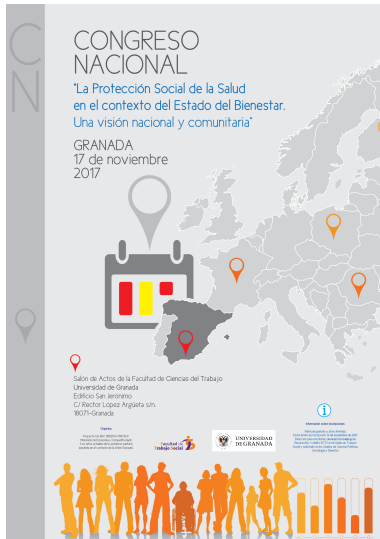 CN
CONGRESO
NACIONAL
"La Protección Social de la Salud
en el contexto del Estado del Bienestar.
Una visión nacional y comunitaria"
GRANADA
17 de noviembre
2017
Salón de Actos de la Facultad de Ciencias del Trabajo
Universidad de Granada
Edificio San Jerónimo
C/ Rector López Argüeta s/n.
18071-Granada
Facultad de
Trabajo Social
UNIVERSIDAD
DE GRANADA
i